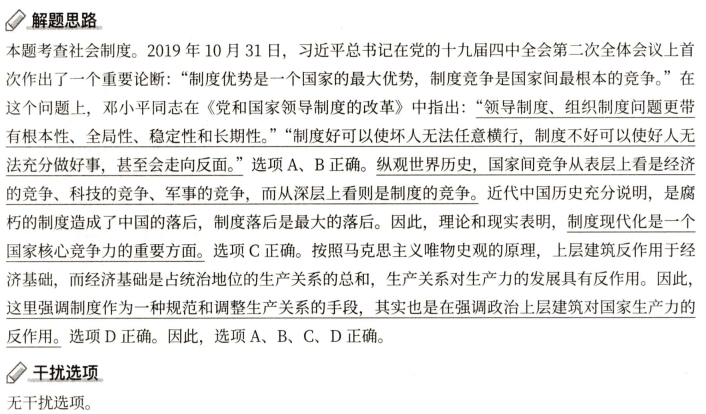 解题思路
本题考查社会制度。2019 年 10 月 31 日，习近平总书记在党的十九届四中全会第二次全体会议上首
次作出了一个重要论断：“制度优势是一个国家的最大优势，制度竞争是国家间最根本的竞争。”在
这个问题上，邓小平同志在《党和国家领导制度的改革》中指出：“领导制度、组织制度问题更带
有根本性、全局性、稳定性和长期性。”“制度好可以使坏人无法任意横行，制度不好可以使好人无
法充分做好事，甚至会走向反面。”选项 A、B 正确。纵观世界历史，国家间竞争从表层上看是经济
的竞争、科技的竞争、军事的竞争，而从深层上看则是制度的竞争。近代中国历史充分说明，是腐
朽的制度造成了中国的落后，制度落后是最大的落后。因此，理论和现实表明，制度现代化是一个
国家核心竞争力的重要方面。选项 C 正确。按照马克思主义唯物史观的原理，上层建筑反作用于经
济基础，而经济基础是占统治地位的生产关系的总和，生产关系对生产力的发展具有反作用。因此，
这里强调制度作为一种规范和调整生产关系的手段，其实也是在强调政治上层建筑对国家生产力的
反作用。选项 D 正确。因此，选项 A、B、C、D 正确。
干扰选项
无干扰选项。